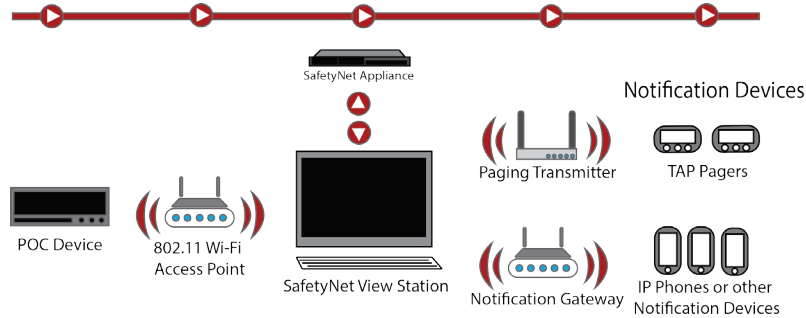 SafetyNet Appliance
Notification Devices
Paging Transmitter
TAP Pagers
POC Device
802.11 Wi-Fi
Access Point
SafetyNet View Station
Notification Gateway
IP Phones or other
Notification Devices